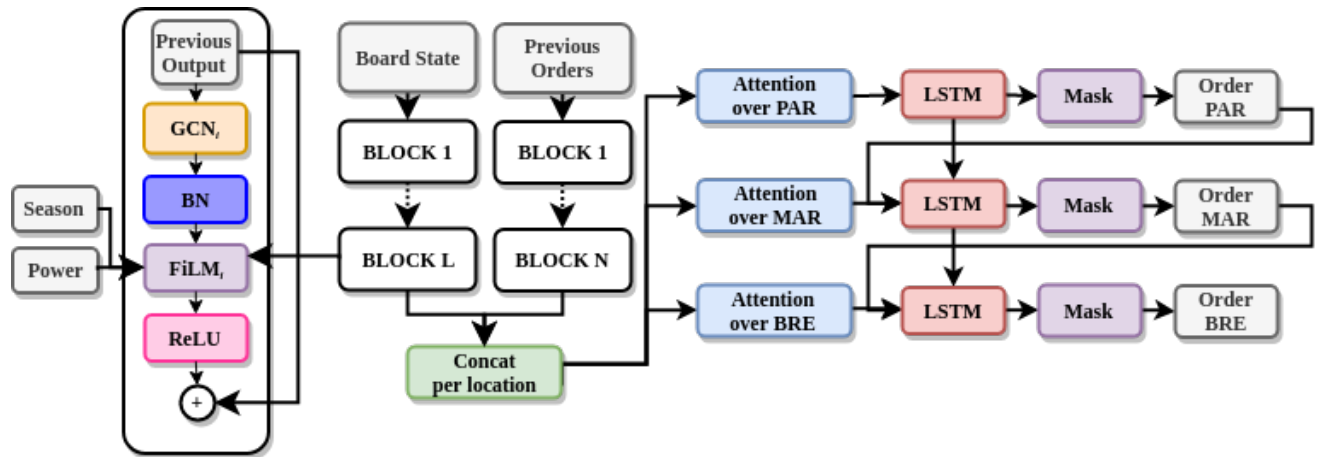 Previous
Output
GCNℓ
BN
FiLMℓ
ReLU
+
Season
Power
Board State
BLOCK 1
BLOCK L
Previous
Orders
BLOCK 1
BLOCK N
Concat
per location
Attention
over PAR
LSTM
Mask
Order
PAR
Attention
over MAR
LSTM
Mask
Order
MAR
Attention
over BRE
LSTM
Mask
Order
BRE